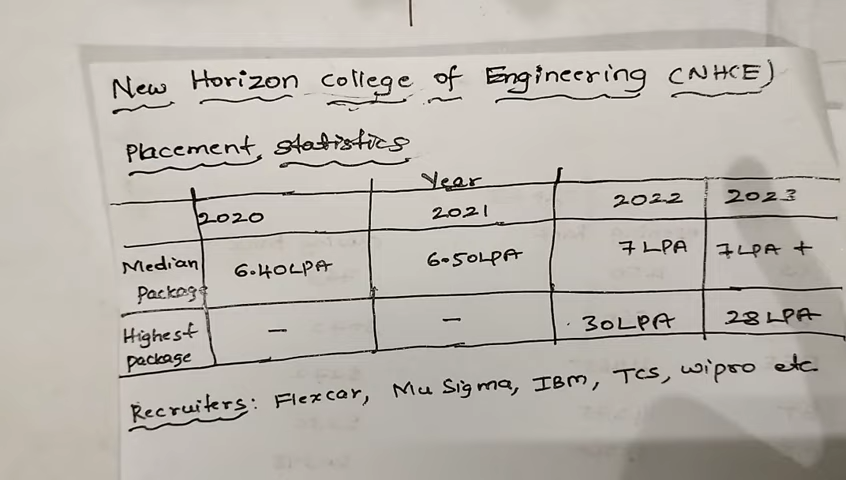 New Horizon college of Engineering (NHCE)
Placement statistics
Year
2020 2021 2022 2023
Median Package 6.40LPA 6.50LPA 7LPA 7LPA +
Highest package - - 30LPA 28LPA
Recruiters: Flexcar, Mu Sigma, IBM, TCS, wipro etc